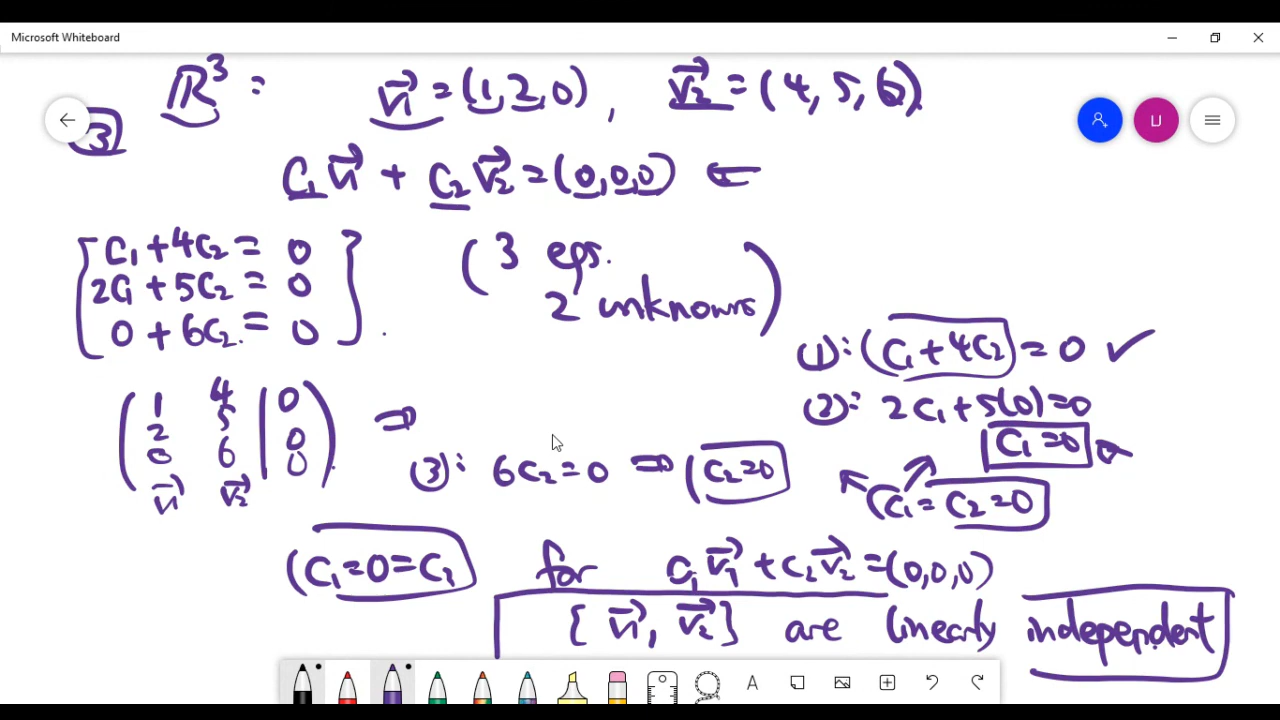 Microsoft Whiteboard
ℝ³ : v₁⃗ = (1, 2, 0), v₂⃗ = (4, 5, 6)
3
C₁v₁⃗ + C₂v₂⃗ = (0,0,0) ←
[ C₁ + 4C₂ = 0
2C₁ + 5C₂ = 0
0 + 6C₂ = 0 ]
( 3 eqs.
2 unknowns )
( 1 4 | 0
2 5 | 0
0 6 | 0 ) ⇒
v₁⃗ v₂⃗
(3): 6C₂ = 0 ⇒ (C₂=0
(1): (C₁ + 4C₂) = 0 ✓
(2): 2C₁ + 5(0) = 0
C₁ = 0
(C₁ = C₂ = 0
(C₁ = 0 = C₂ for C₁v₁⃗ + C₂v₂⃗ = (0,0,0)
[ v₁⃗, v₂⃗ ] are linearly independent
A